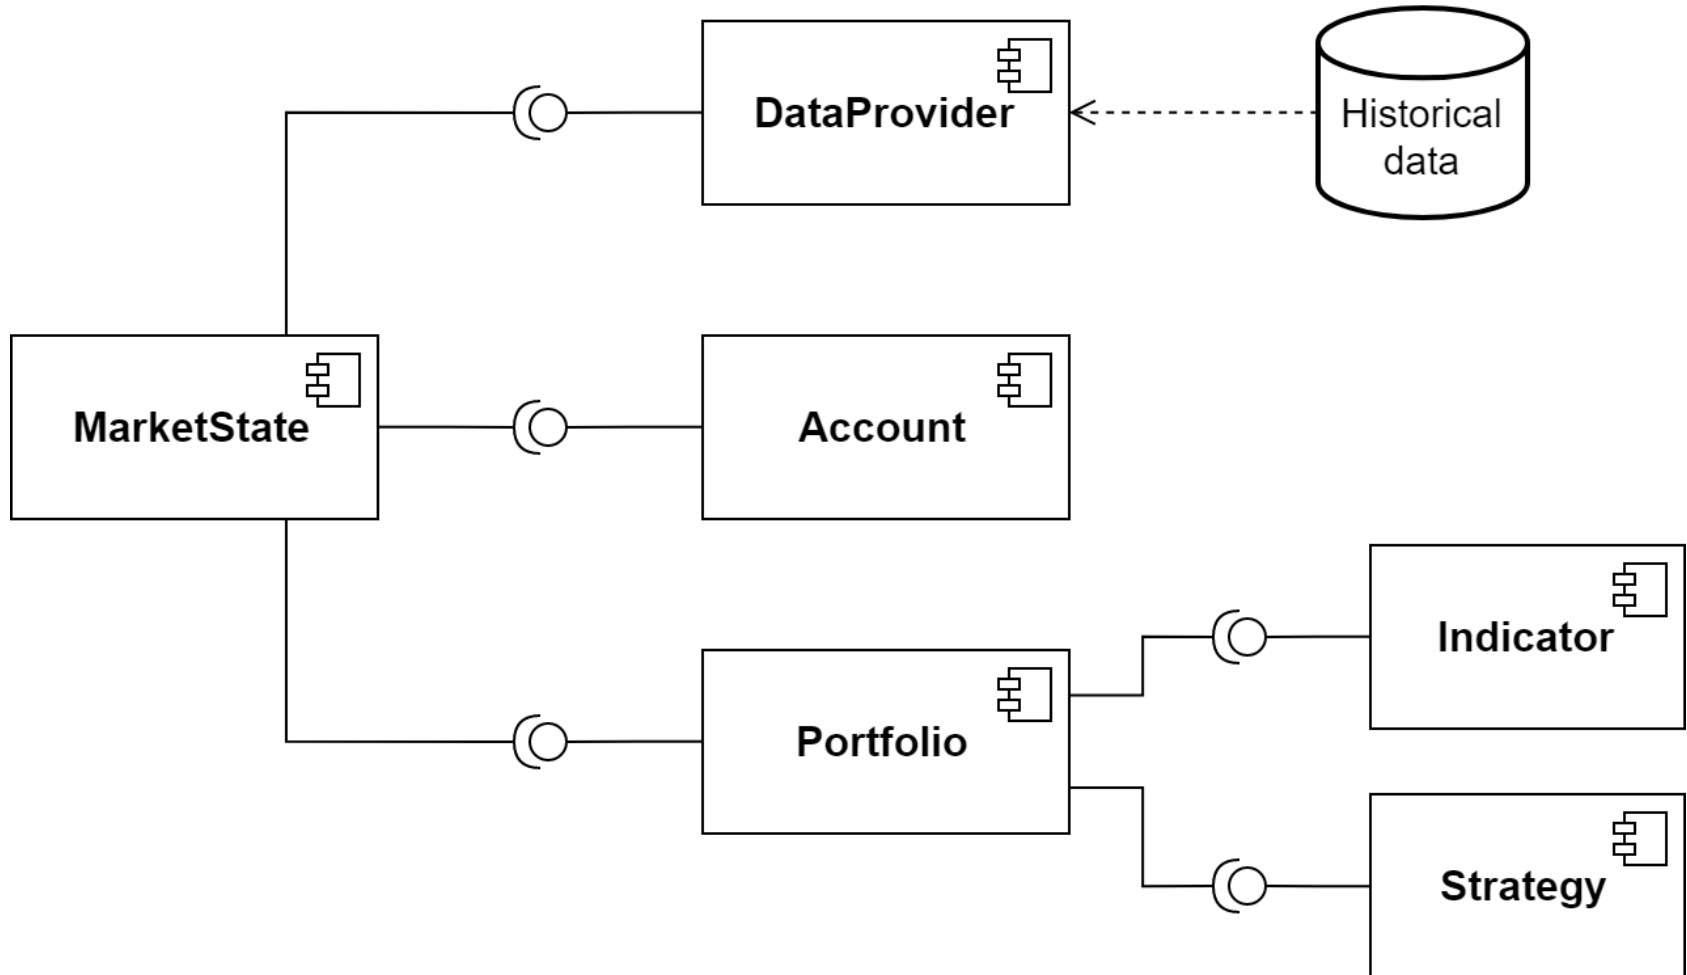 DataProvider
Historical
data
MarketState
Account
Indicator
Portfolio
Strategy